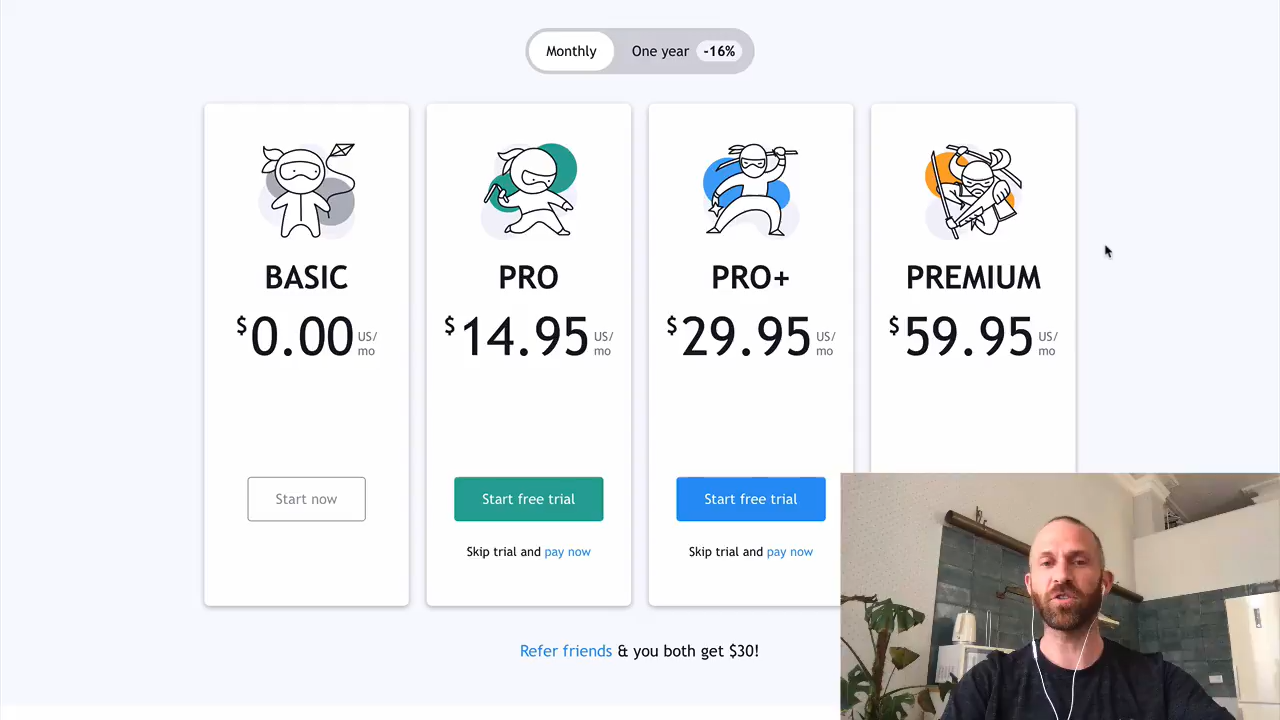 Monthly One year -16%
BASIC
$0.00 US/
mo
Start now
PRO
$14.95 US/
mo
Start free trial
Skip trial and pay now
PRO+
$29.95 US/
mo
Start free trial
Skip trial and pay now
PREMIUM
$59.95 US/
mo
Refer friends & you both get $30!